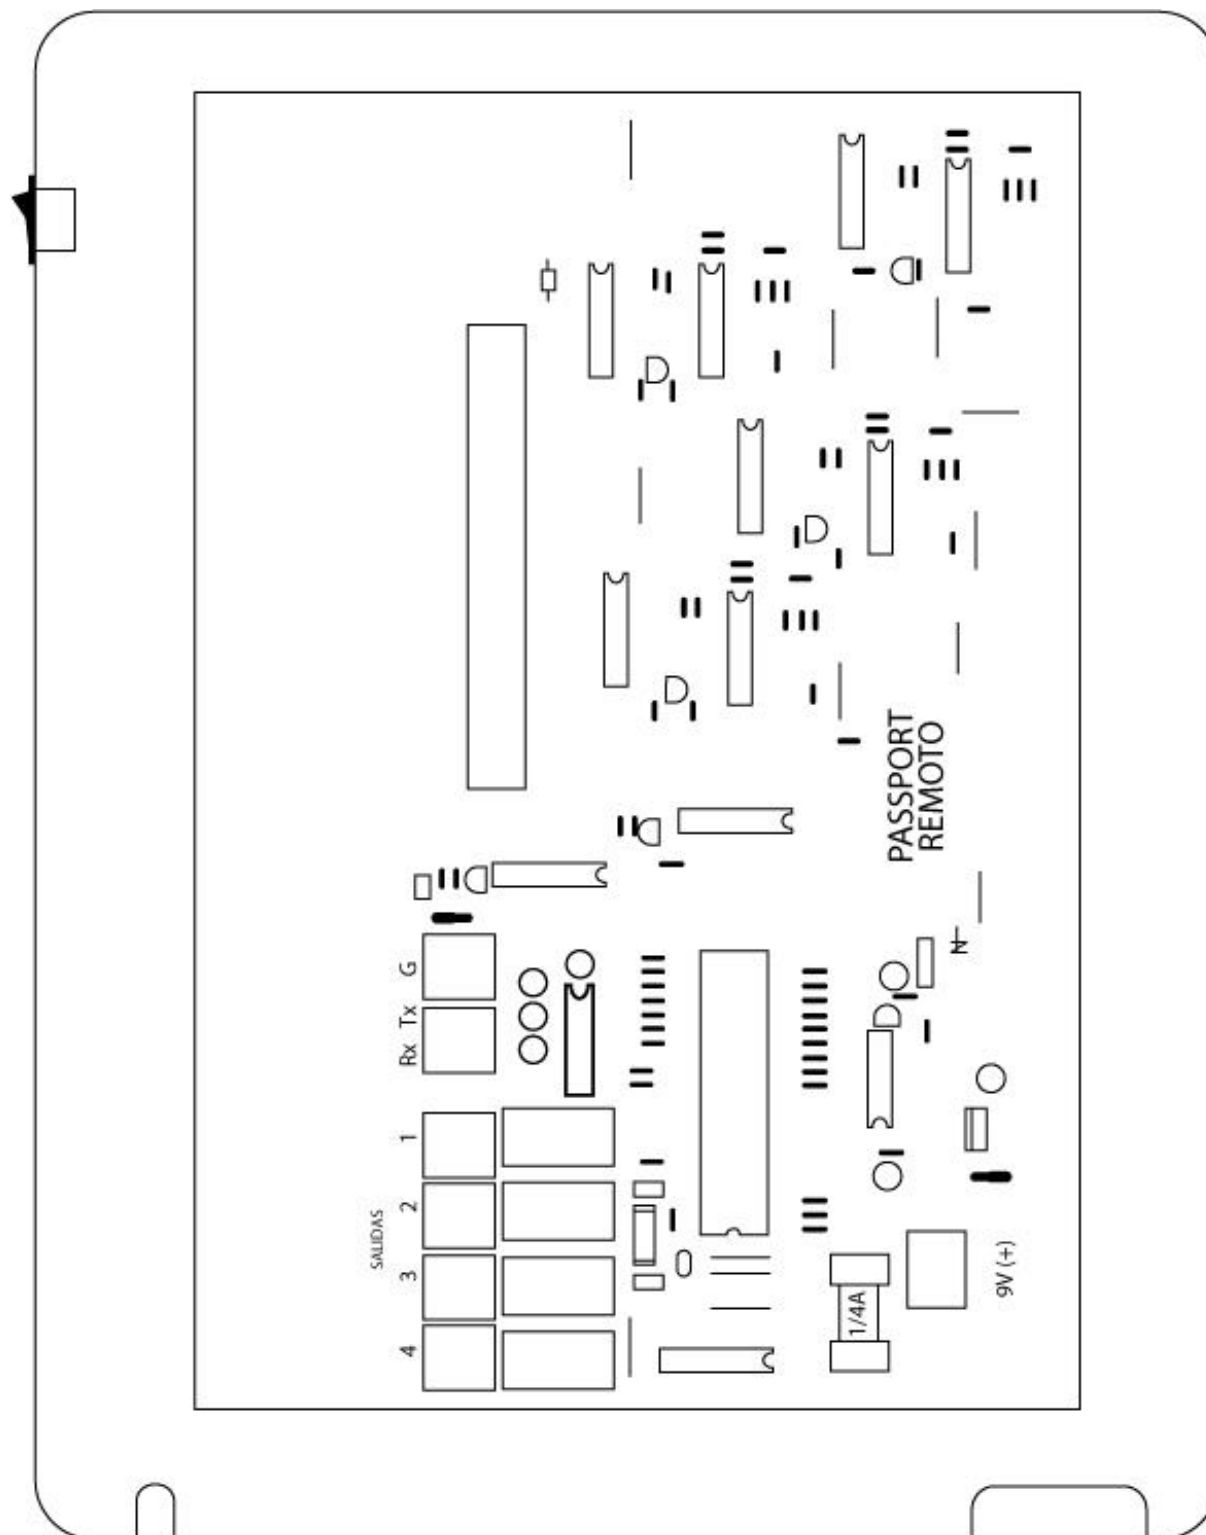 PASSPORT
REMOTO
G
Tx
Rx
1
2
SALIDAS
3
4
1/4A
9V (+)